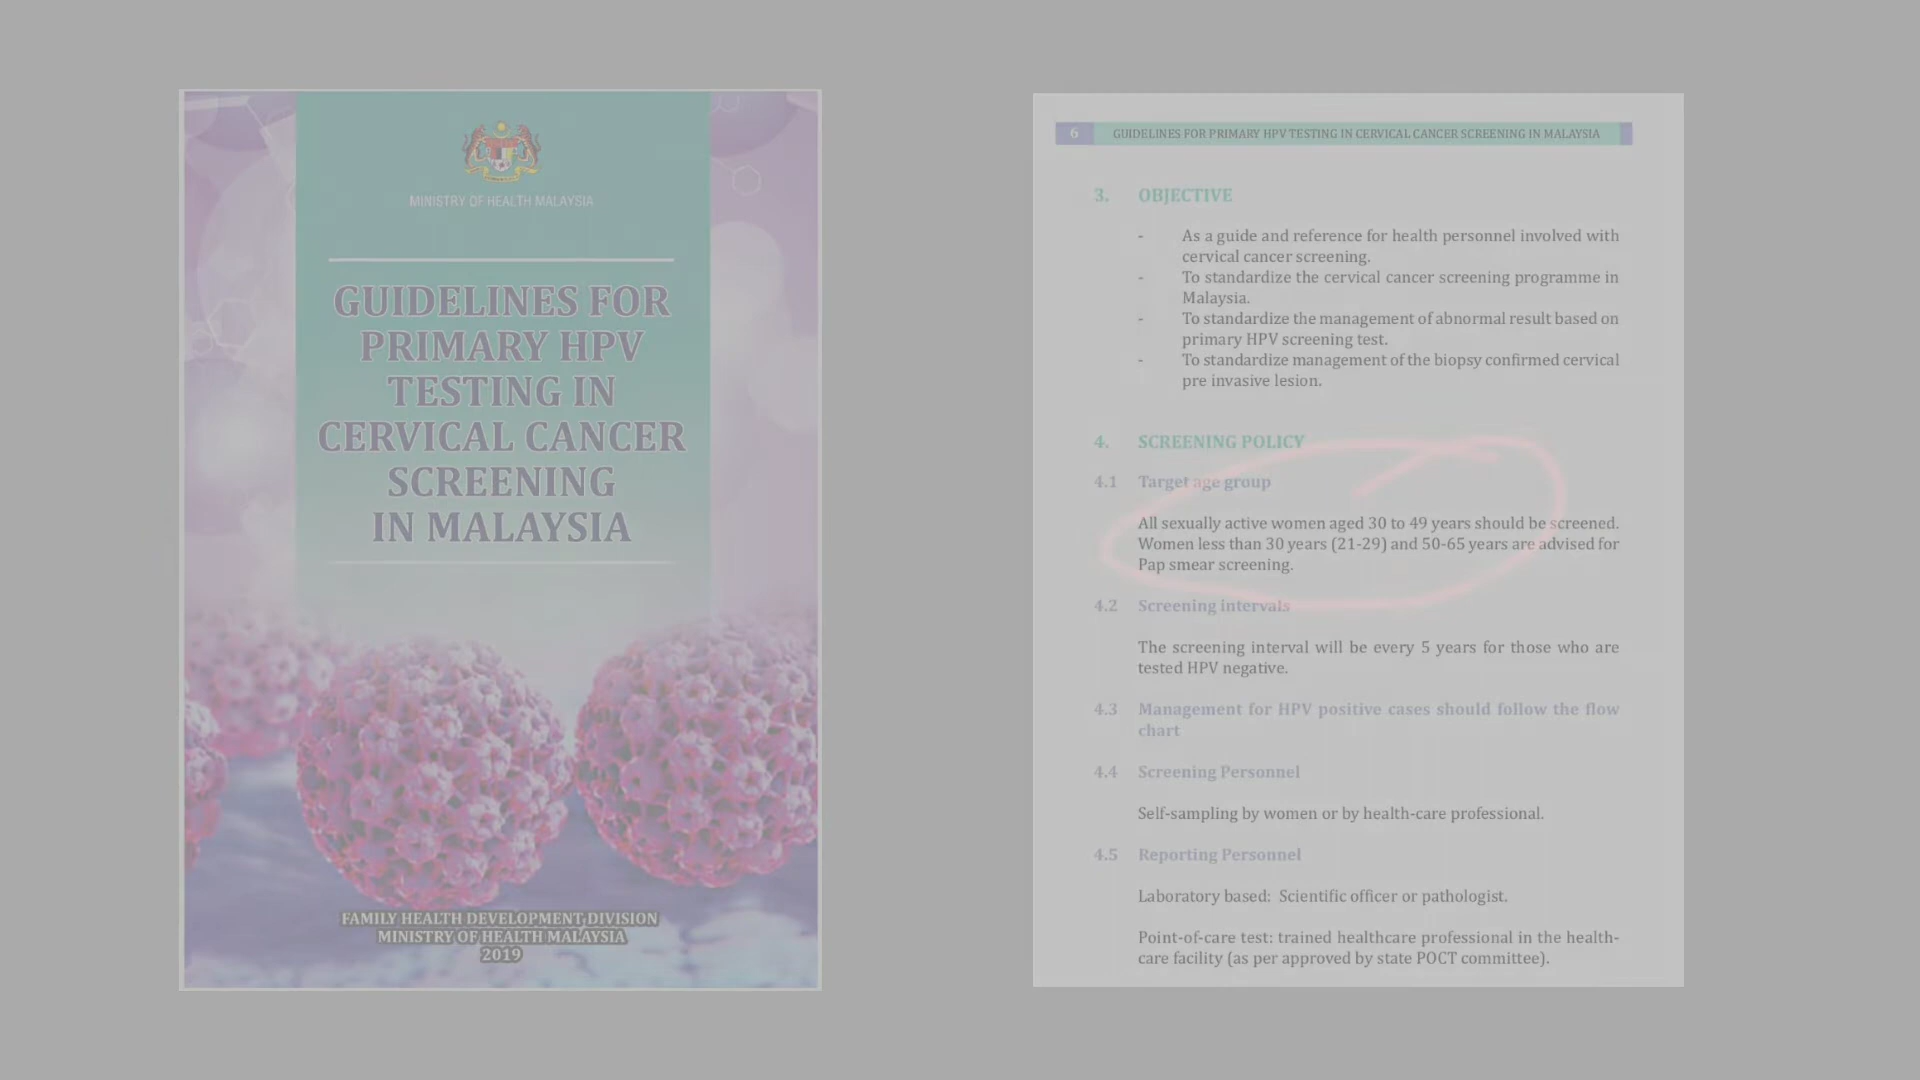 MINISTRY OF HEALTH MALAYSIA
GUIDELINES FOR
PRIMARY HPV
TESTING IN
CERVICAL CANCER
SCREENING
IN MALAYSIA
FAMILY HEALTH DEVELOPMENT DIVISION
MINISTRY OF HEALTH MALAYSIA
2019
6 GUIDELINES FOR PRIMARY HPV TESTING IN CERVICAL CANCER SCREENING IN MALAYSIA
3. OBJECTIVE
- As a guide and reference for health personnel involved with
cervical cancer screening.
- To standardize the cervical cancer screening programme in
Malaysia.
- To standardize the management of abnormal result based on
primary HPV screening test.
- To standardize management of the biopsy confirmed cervical
pre invasive lesion.
4. SCREENING POLICY
4.1 Target age group
All sexually active women aged 30 to 49 years should be screened.
Women less than 30 years (21-29) and 50-65 years are advised for
Pap smear screening.
4.2 Screening intervals
The screening interval will be every 5 years for those who are
tested HPV negative.
4.3 Management for HPV positive cases should follow the flow
chart
4.4 Screening Personnel
Self-sampling by women or by health-care professional.
4.5 Reporting Personnel
Laboratory based: Scientific officer or pathologist.
Point-of-care test: trained healthcare professional in the health-
care facility (as per approved by state POCT committee).